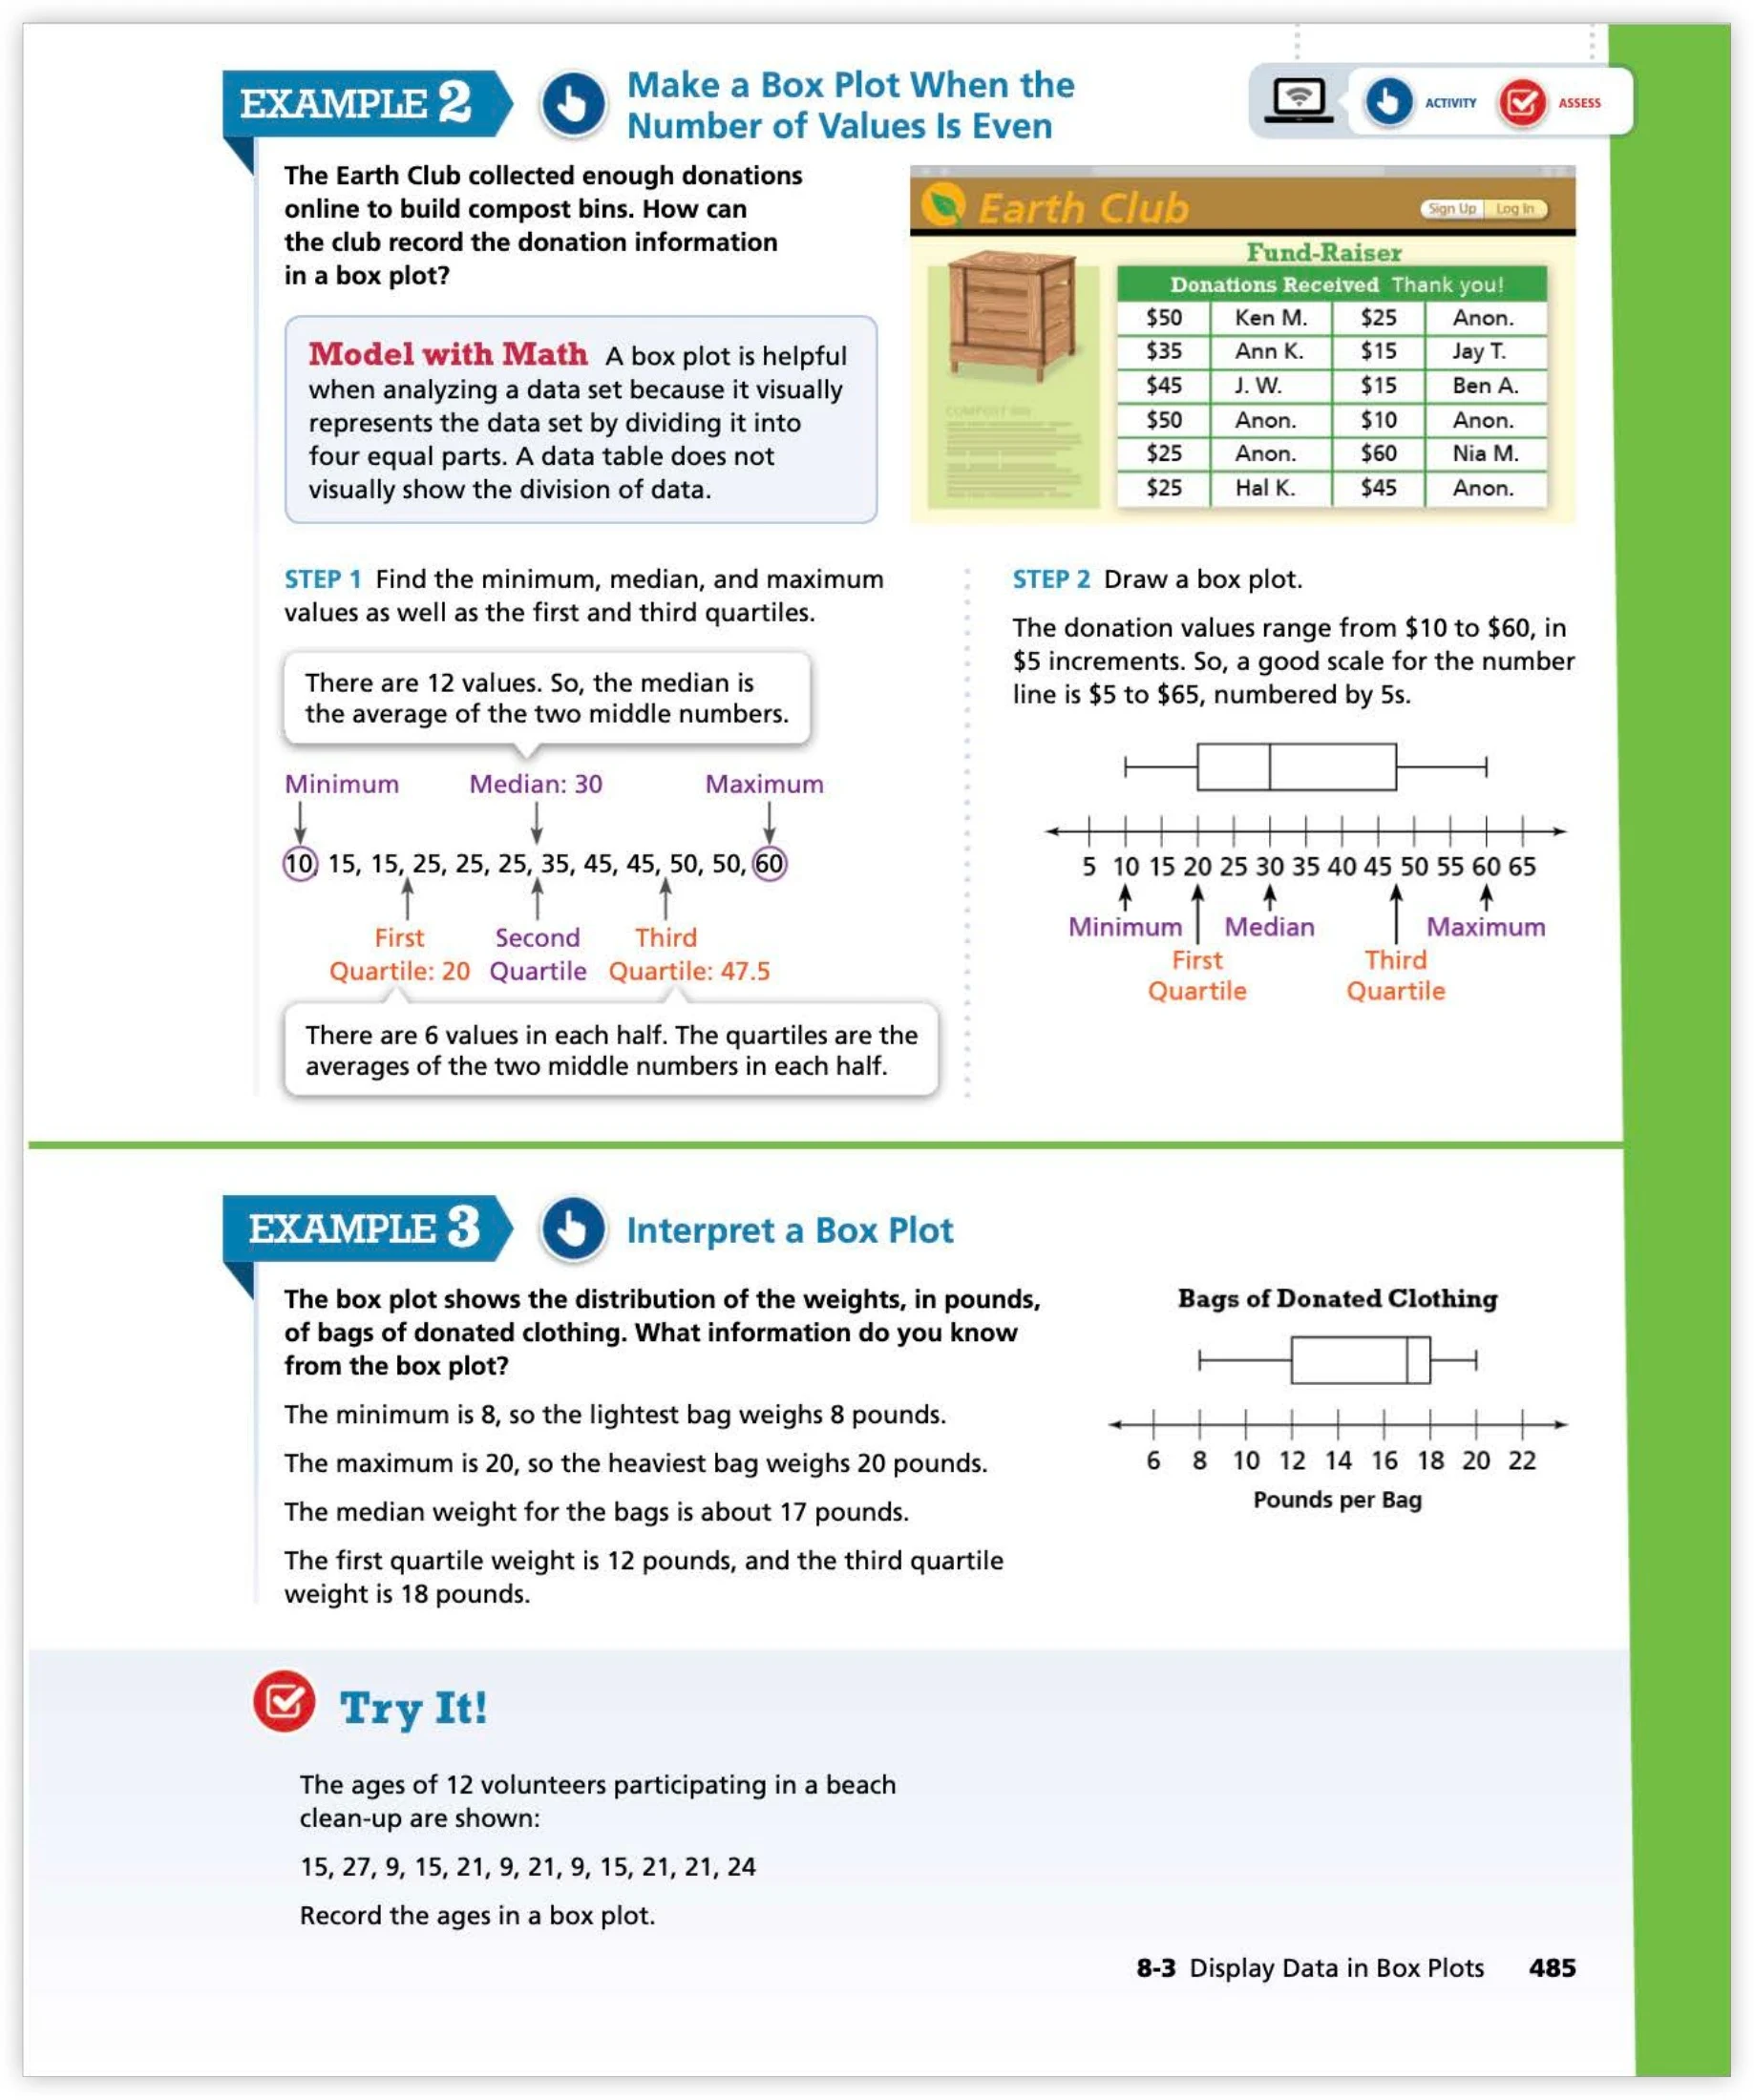 EXAMPLE 2
Make a Box Plot When the
Number of Values Is Even
ACTIVITY
ASSESS
The Earth Club collected enough donations
online to build compost bins. How can
the club record the donation information
in a box plot?
Model with Math A box plot is helpful
when analyzing a data set because it visually
represents the data set by dividing it into
four equal parts. A data table does not
visually show the division of data.
Earth Club
Sign Up Log In
COMPOST BIN
Fund-Raiser
Donations Received Thank you!
$50 Ken M. $25 Anon.
$35 Ann K. $15 Jay T.
$45 J. W. $15 Ben A.
$50 Anon. $10 Anon.
$25 Anon. $60 Nia M.
$25 Hal K. $45 Anon.
STEP 1 Find the minimum, median, and maximum
values as well as the first and third quartiles.
There are 12 values. So, the median is
the average of the two middle numbers.
Minimum Median: 30 Maximum
10, 15, 15, 25, 25, 25, 35, 45, 45, 50, 50, 60
First Second Third
Quartile: 20 Quartile Quartile: 47.5
There are 6 values in each half. The quartiles are the
averages of the two middle numbers in each half.
STEP 2 Draw a box plot.
The donation values range from $10 to $60, in
$5 increments. So, a good scale for the number
line is $5 to $65, numbered by 5s.
5 10 15 20 25 30 35 40 45 50 55 60 65
Minimum Median Maximum
First Third
Quartile Quartile
EXAMPLE 3
Interpret a Box Plot
The box plot shows the distribution of the weights, in pounds,
of bags of donated clothing. What information do you know
from the box plot?
The minimum is 8, so the lightest bag weighs 8 pounds.
The maximum is 20, so the heaviest bag weighs 20 pounds.
The median weight for the bags is about 17 pounds.
The first quartile weight is 12 pounds, and the third quartile
weight is 18 pounds.
Bags of Donated Clothing
6 8 10 12 14 16 18 20 22
Pounds per Bag
Try It!
The ages of 12 volunteers participating in a beach
clean-up are shown:
15, 27, 9, 15, 21, 9, 21, 9, 15, 21, 21, 24
Record the ages in a box plot.
8-3 Display Data in Box Plots 485